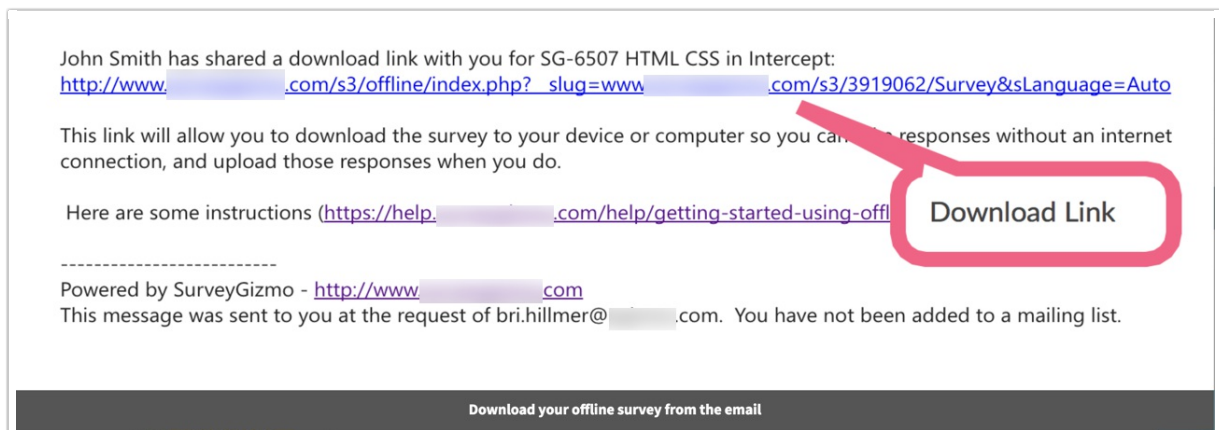 John Smith has shared a download link with you for SG-6507 HTML CSS in Intercept:
http://www. .com/s3/offline/index.php?__slug=www .com/s3/3919062/Survey&sLanguage=Auto
This link will allow you to download the survey to your device or computer so you can responses without an internet
connection, and upload those responses when you do.
Here are some instructions (https://help. .com/help/getting-started-using-offl
Download Link
--------------------------
Powered by SurveyGizmo - http://www. com
This message was sent to you at the request of bri.hillmer@ .com. You have not been added to a mailing list.
Download your offline survey from the email